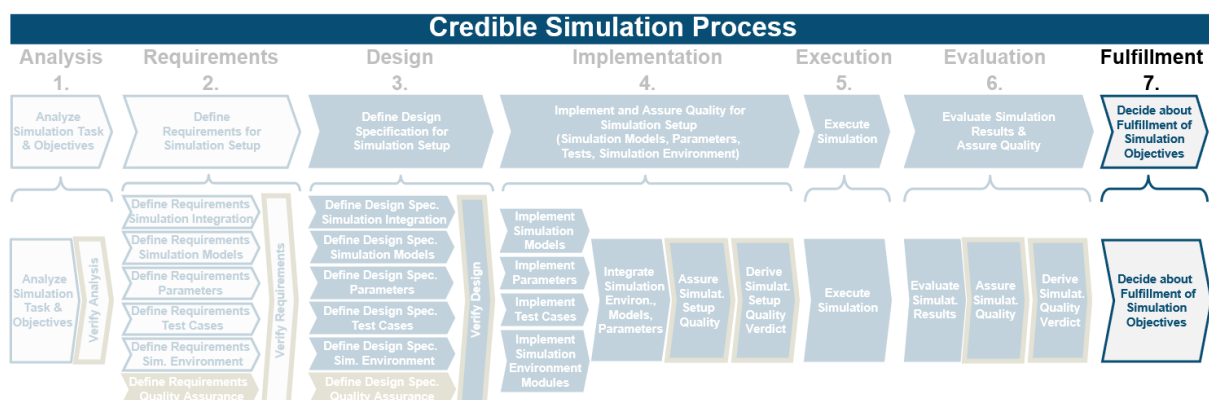 Credible Simulation Process
Analysis
Requirements
Design
Implementation
Execution
Evaluation
Fulfillment
1.
2.
3.
4.
5.
6.
7.
Analyze
Simulation Task
& Objectives
Define
Requirements for
Simulation Setup
Define Design
Specification for
Simulation Setup
Implement and Assure Quality for
Simulation Setup
(Simulation Models, Parameters,
Tests, Simulation Environment)
Execute
Simulation
Evaluate Simulation
Results &
Assure Quality
Decide about
Fulfillment of
Simulation
Objectives
Analyze
Simulation
Task &
Objectives
Verify Analysis
Define Requirements
Simulation Integration
Define Requirements
Simulation Models
Define Requirements
Parameters
Define Requirements
Test Cases
Define Requirements
Sim. Environment
Define Requirements
Quality Assurance
Verify Requirements
Define Design Spec.
Simulation Integration
Define Design Spec.
Simulation Models
Define Design Spec.
Parameters
Define Design Spec.
Test Cases
Define Design Spec.
Sim. Environment
Define Design Spec.
Quality Assurance
Verify Design
Implement
Simulation
Models
Implement
Parameters
Implement
Test Cases
Implement
Simulation
Environment
Modules
Integrate
Simulation
Environ.,
Models,
Parameters
Assure
Simulat.
Setup
Quality
Derive
Simulat.
Setup
Quality
Verdict
Execute
Simulation
Evaluate
Simulat.
Results
Assure
Simulat.
Quality
Derive
Simulat.
Quality
Verdict
Decide about
Fulfillment of
Simulation
Objectives